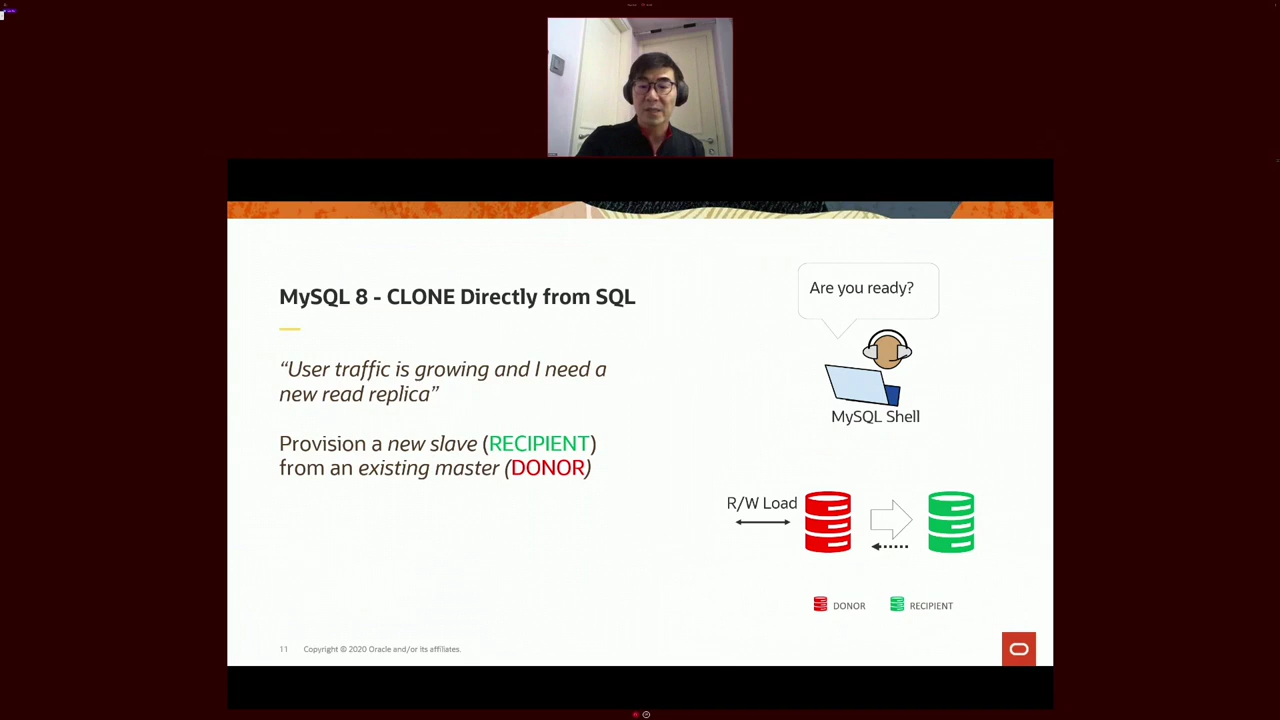 MySQL 8 - CLONE Directly from SQL
“User traffic is growing and I need a
new read replica”
Provision a new slave (RECIPIENT)
from an existing master (DONOR)
Are you ready?
MySQL Shell
R/W Load
DONOR
RECIPIENT
11
Copyright © 2020 Oracle and/or its affiliates.